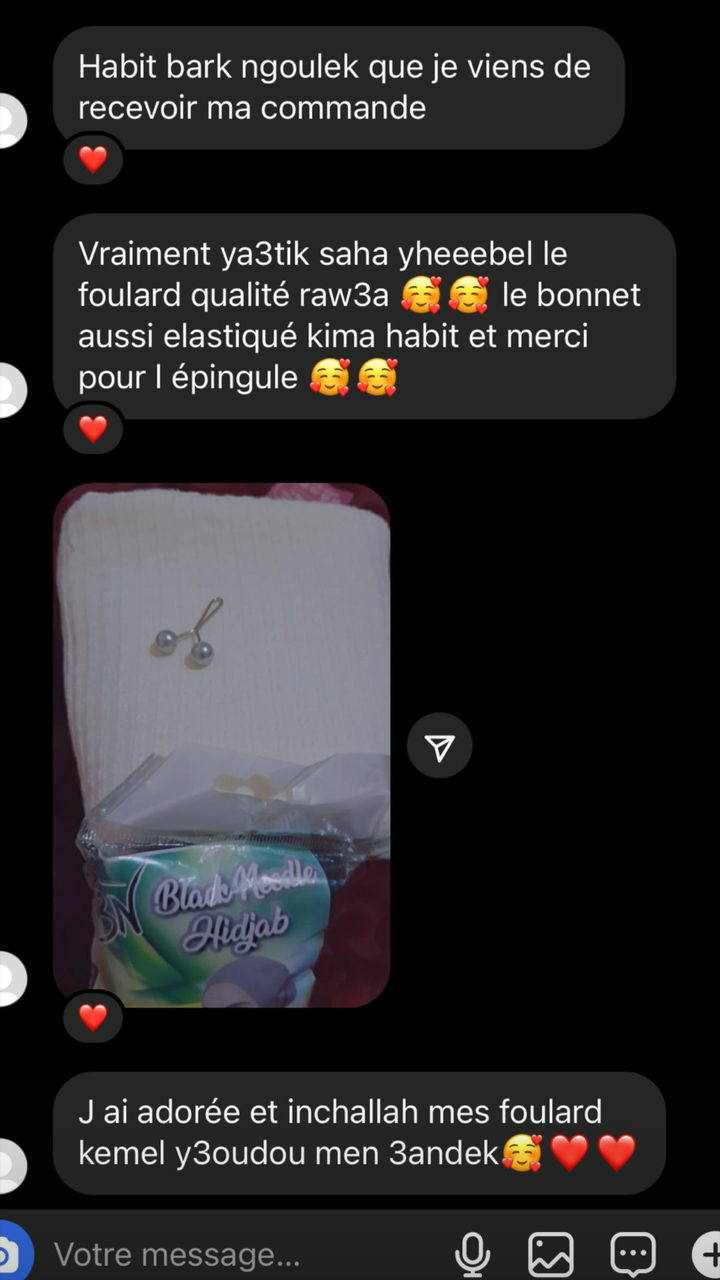 Habit bark ngoulek que je viens de
recevoir ma commande
❤️
Vraiment ya3tik saha yheeebel le
foulard qualité raw3a 🥰🥰 le bonnet
aussi elastiqué kima habit et merci
pour l épingule 🥰🥰
❤️
BN
Black Needle
Hidjab
❤️
J ai adorée et inchallah mes foulard
kemel y3oudou men 3andek🥰❤️❤️
Votre message...